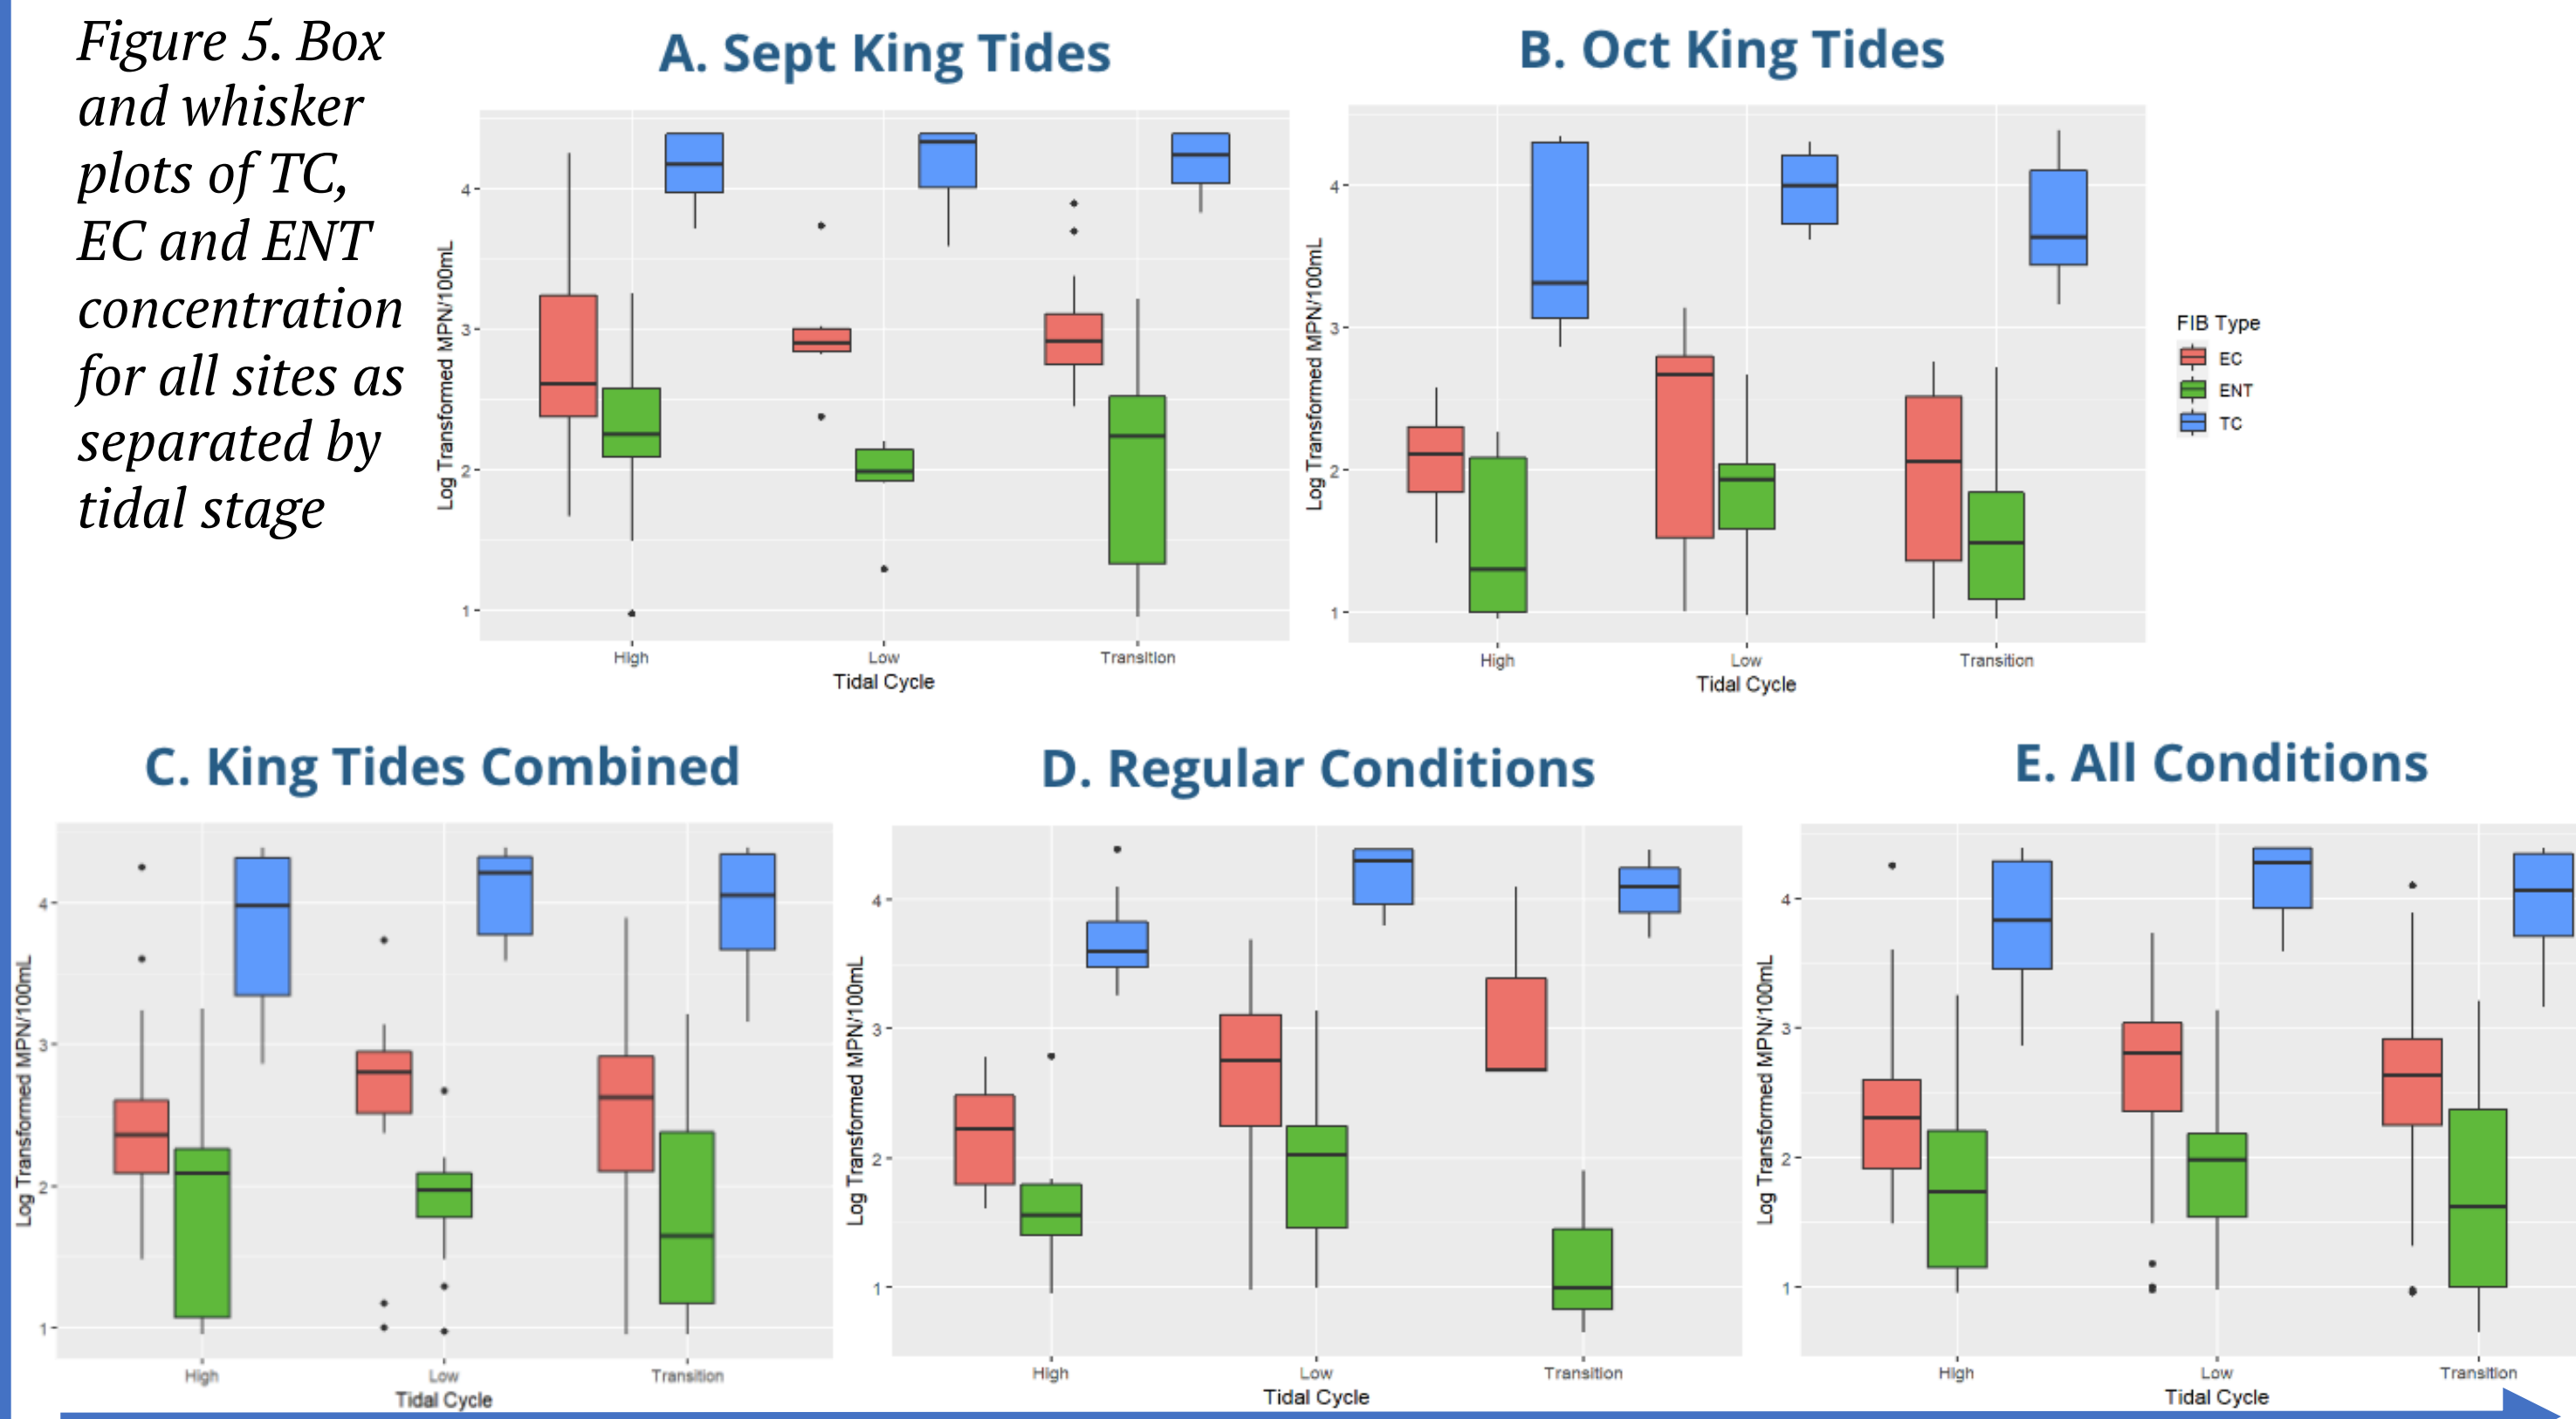 Figure 5. Box
and whisker
plots of TC,
EC and ENT
concentration
for all sites as
separated by
tidal stage
A. Sept King Tides
Log Transformed MPN/100mL
4
3
2
1
High Low Transition
Tidal Cycle
B. Oct King Tides
Log Transformed MPN/100mL
4
3
2
1
High Low Transition
Tidal Cycle
FIB Type
EC
ENT
TC
C. King Tides Combined
Log Transformed MPN/100mL
4
3
2
1
High Low Transition
Tidal Cycle
D. Regular Conditions
Log Transformed MPN/100mL
4
3
2
1
High Low Transition
Tidal Cycle
E. All Conditions
Log Transformed MPN/100mL
4
3
2
1
High Low Transition
Tidal Cycle